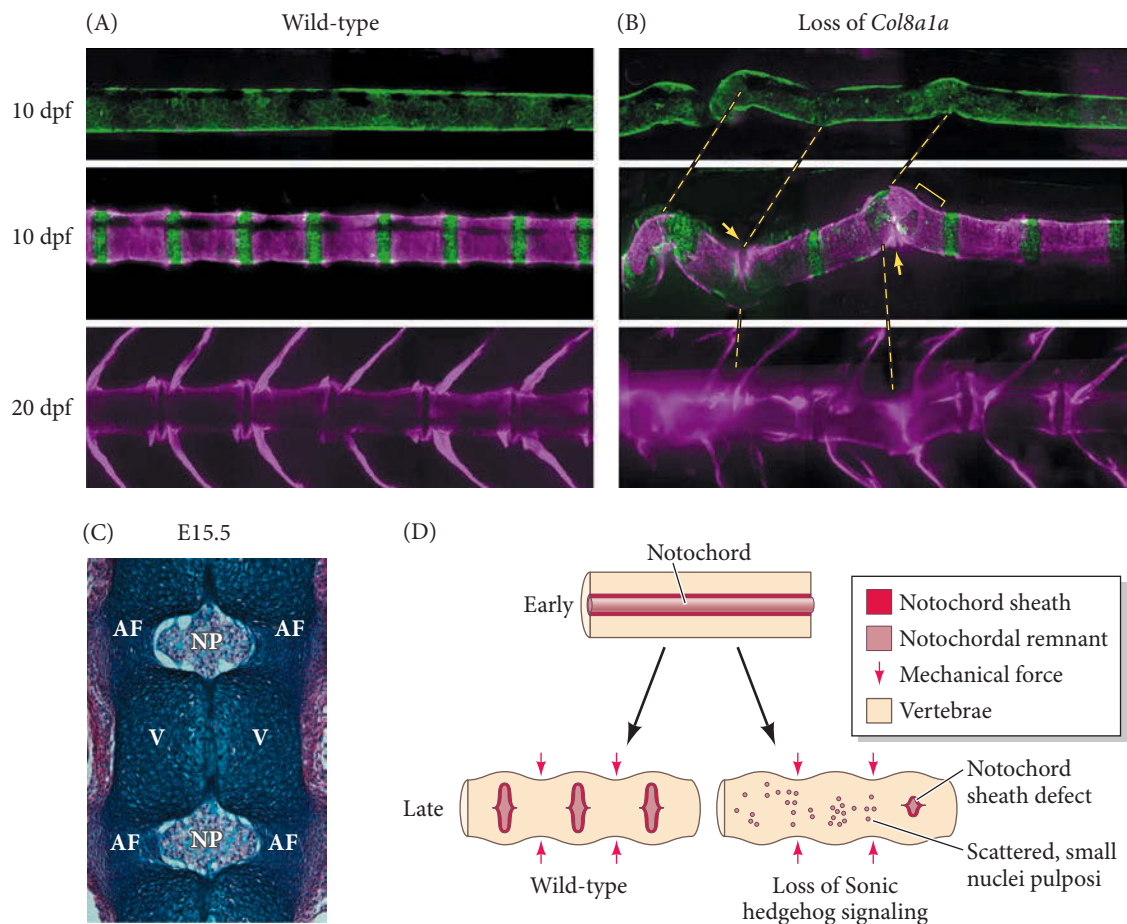 (A) Wild-type
(B) Loss of Col8a1a
10 dpf
10 dpf
20 dpf
(C) E15.5
AF NP AF
V V
AF NP AF
(D)
Notochord
Early
Notochord sheath
Notochordal remnant
Mechanical force
Vertebrae
Late
Notochord
sheath defect
Scattered, small
nuclei pulposi
Wild-type
Loss of Sonic
hedgehog signaling